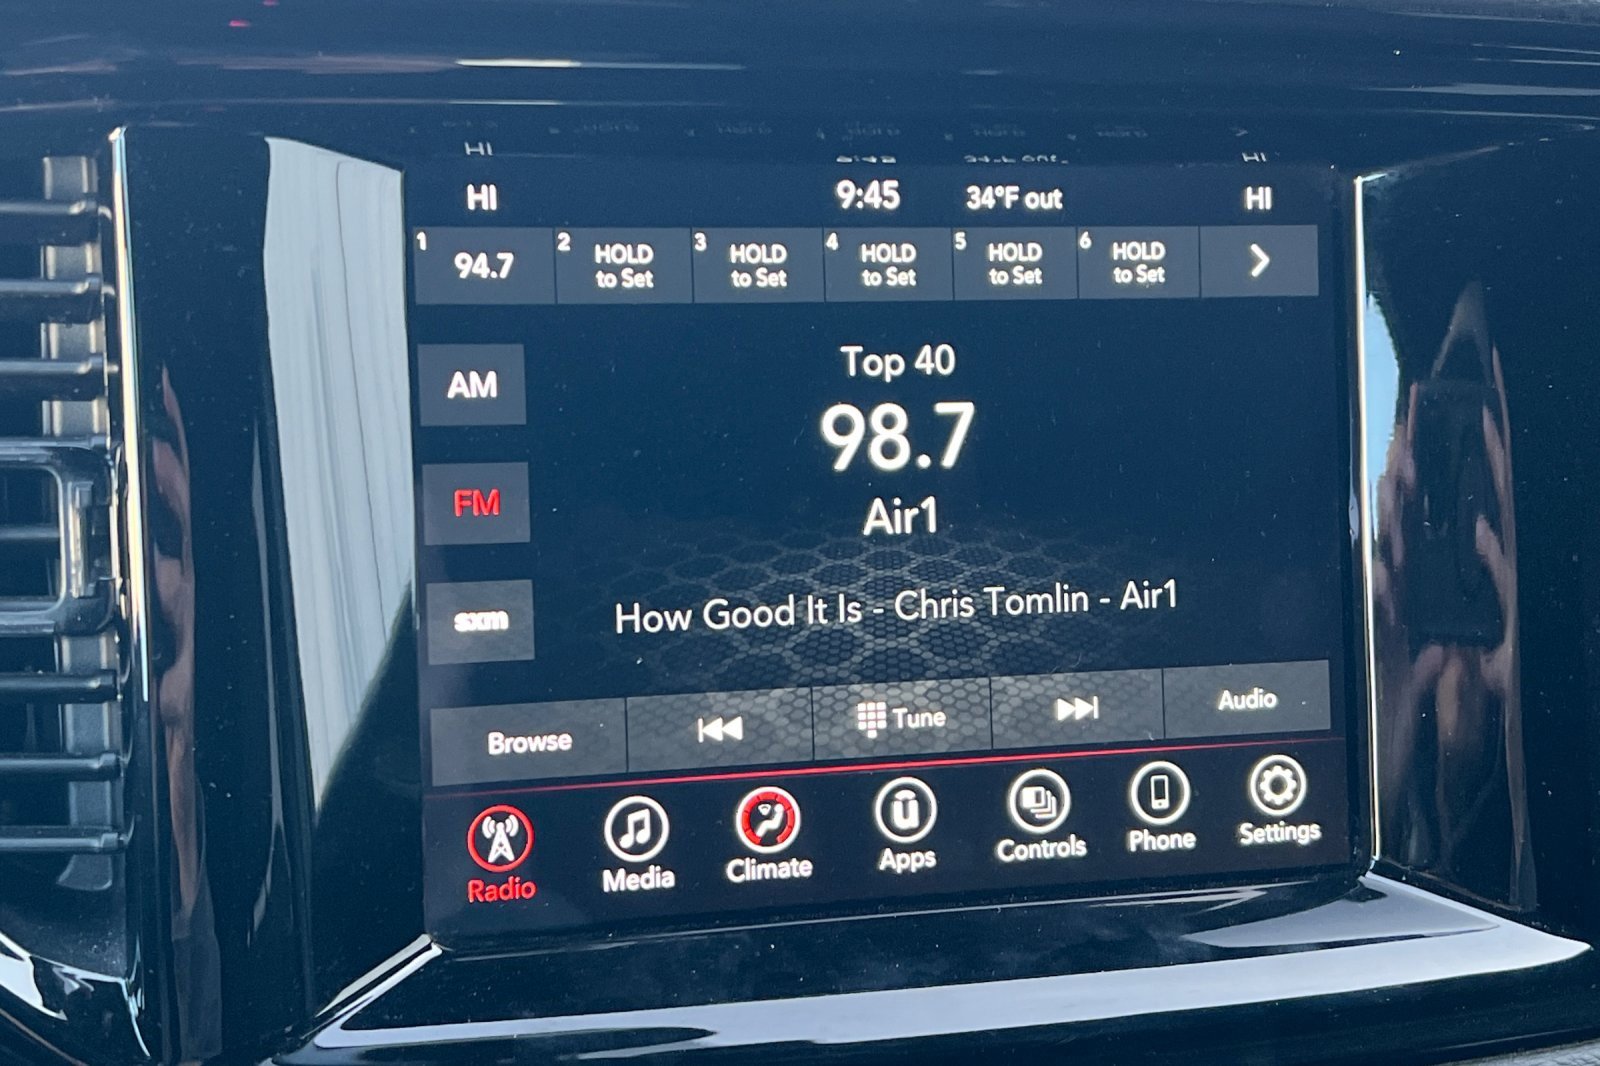 HI 9:45 34°F out HI
1 94.7 2 HOLD to Set 3 HOLD to Set 4 HOLD to Set 5 HOLD to Set 6 HOLD to Set
Top 40
AM
98.7
FM
Air1
How Good It Is - Chris Tomlin - Air1
sxm
Browse Tune Audio
Radio Media Climate Apps Controls Phone Settings